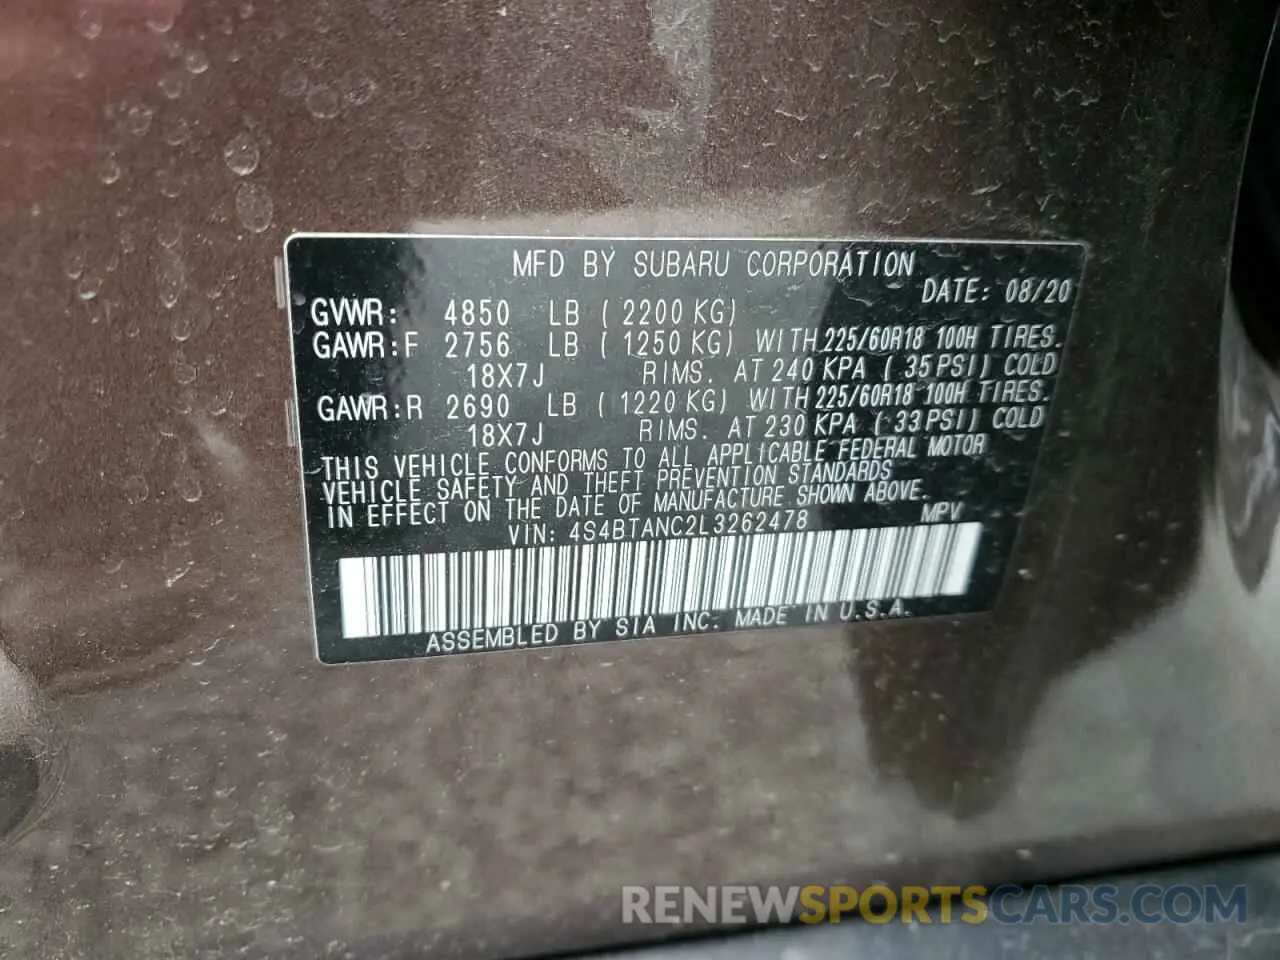 MFD BY SUBARU CORPORATION
DATE: 08/20
GVWR: 4850 LB (2200 KG)
GAWR:F 2756 LB (1250 KG) WITH 225/60R18 100H TIRES.
18X7J RIMS. AT 240 KPA (35 PSI) COLD
GAWR:R 2690 LB (1220 KG) WITH 225/60R18 100H TIRES.
18X7J RIMS. AT 230 KPA (33 PSI) COLD
THIS VEHICLE CONFORMS TO ALL APPLICABLE FEDERAL MOTOR
VEHICLE SAFETY AND THEFT PREVENTION STANDARDS
IN EFFECT ON THE DATE OF MANUFACTURE SHOWN ABOVE.
VIN: 4S4BTANC2L3262478 MPV
ASSEMBLED BY SIA INC. MADE IN U.S.A.
RENEWSPORTSCARS.COM